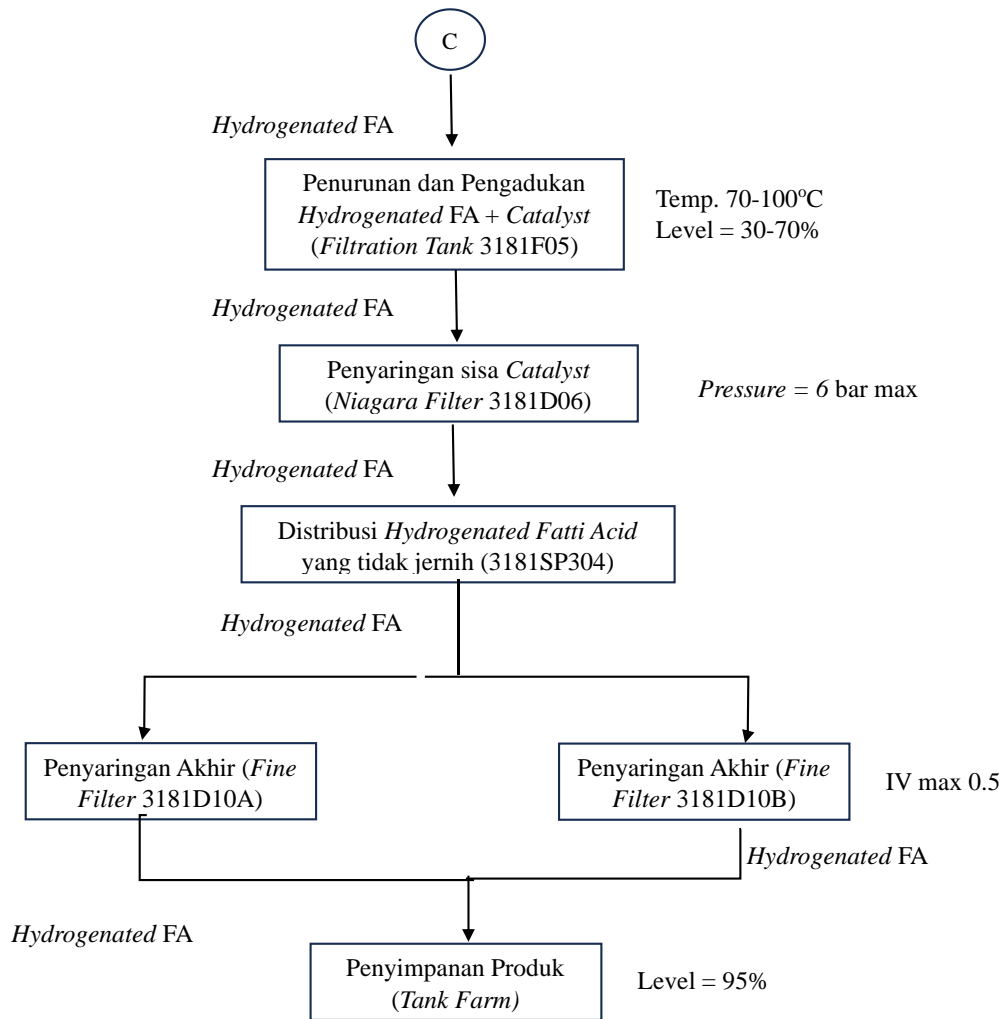 C
Hydrogenated FA
Penurunan dan Pengadukan
Hydrogenated FA + Catalyst
(Filtration Tank 3181F05)
Temp. 70-100°C
Level = 30-70%
Hydrogenated FA
Penyaringan sisa Catalyst
(Niagara Filter 3181D06)
Pressure = 6 bar max
Hydrogenated FA
Distribusi Hydrogenated Fatti Acid
yang tidak jernih (3181SP304)
Hydrogenated FA
Penyaringan Akhir (Fine
Filter 3181D10A)
Penyaringan Akhir (Fine
Filter 3181D10B)
IV max 0.5
Hydrogenated FA
Hydrogenated FA
Penyimpanan Produk
(Tank Farm)
Level = 95%